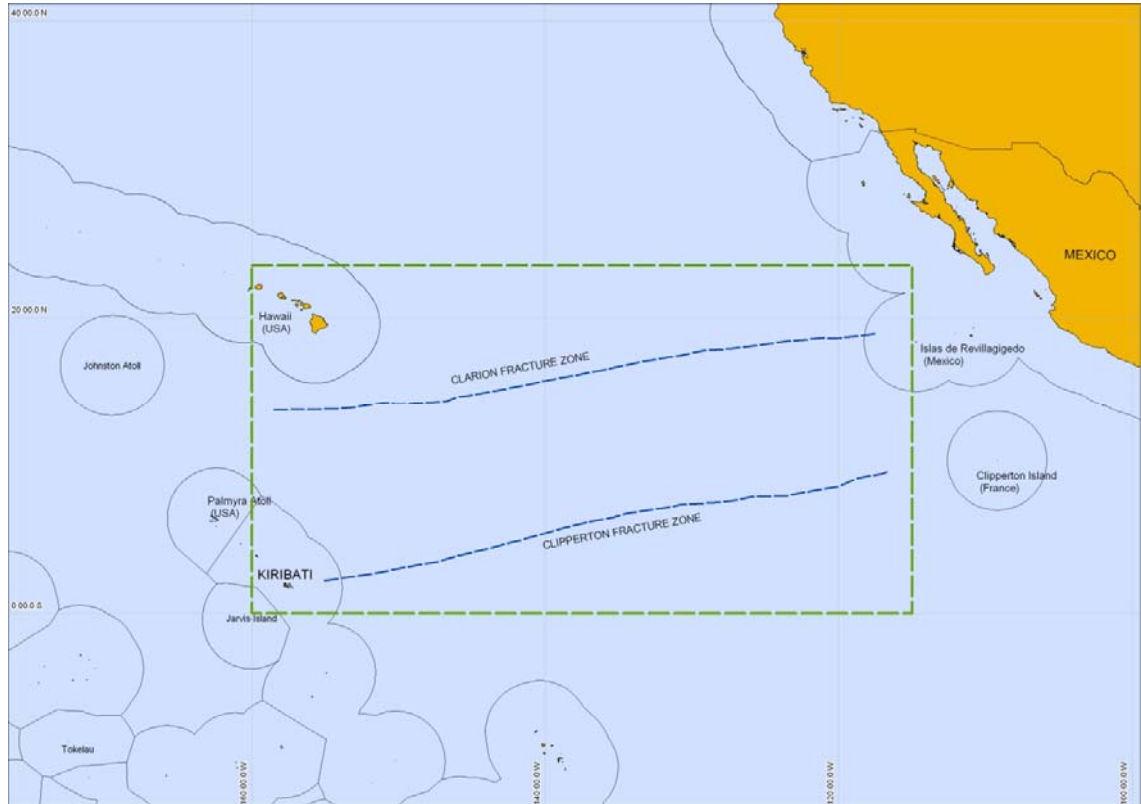 40 00.0 N
MEXICO
20 00.0 N
Hawaii
(USA)
Johnston Atoll
CLARION FRACTURE ZONE
Islas de Revillagigedo
(Mexico)
Clipperton Island
(France)
Palmyra Atoll
(USA)
CLIPPERTON FRACTURE ZONE
KIRIBATI
0 00.0 S
Jarvis Island
Tokelau
160 00.0 W
140 00.0 W
120 00.0 W
100 00.0 W